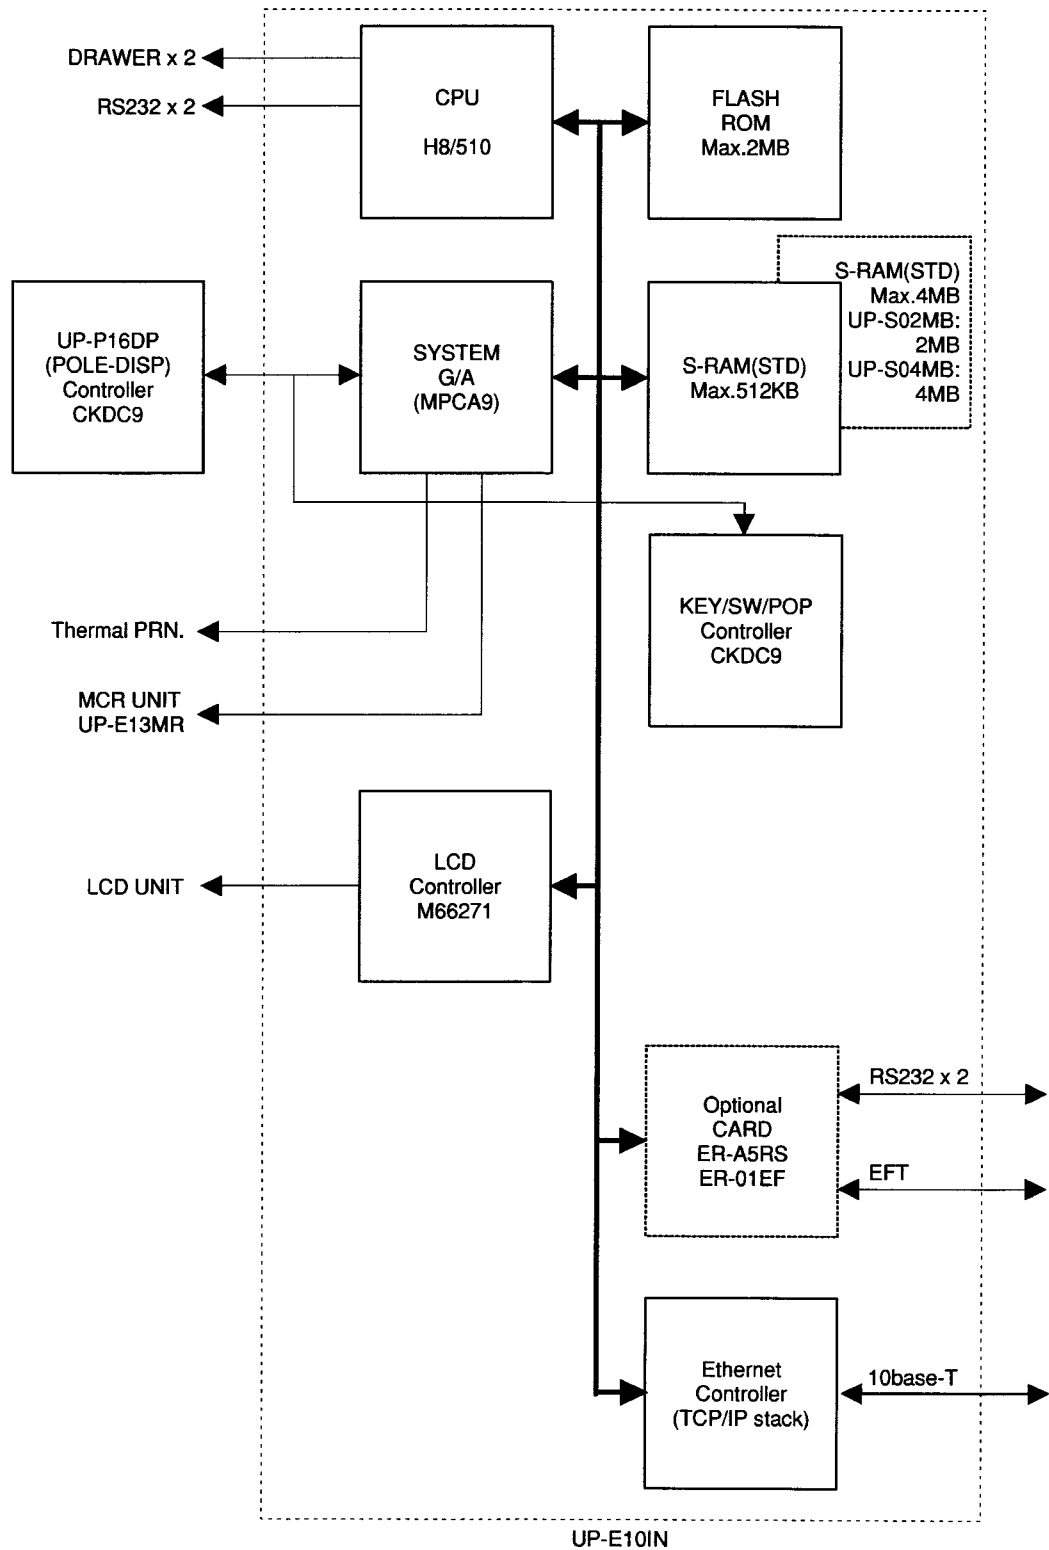 DRAWER x 2
RS232 x 2
CPU
H8/510
FLASH
ROM
Max.2MB
S-RAM(STD)
Max.4MB
UP-S02MB:
2MB
UP-S04MB:
4MB
UP-P16DP
(POLE-DISP)
Controller
CKDC9
SYSTEM
G/A
(MPCA9)
S-RAM(STD)
Max.512KB
KEY/SW/POP
Controller
CKDC9
Thermal PRN.
MCR UNIT
UP-E13MR
LCD UNIT
LCD
Controller
M66271
Optional
CARD
ER-A5RS
ER-01EF
RS232 x 2
EFT
Ethernet
Controller
(TCP/IP stack)
10base-T
UP-E10IN